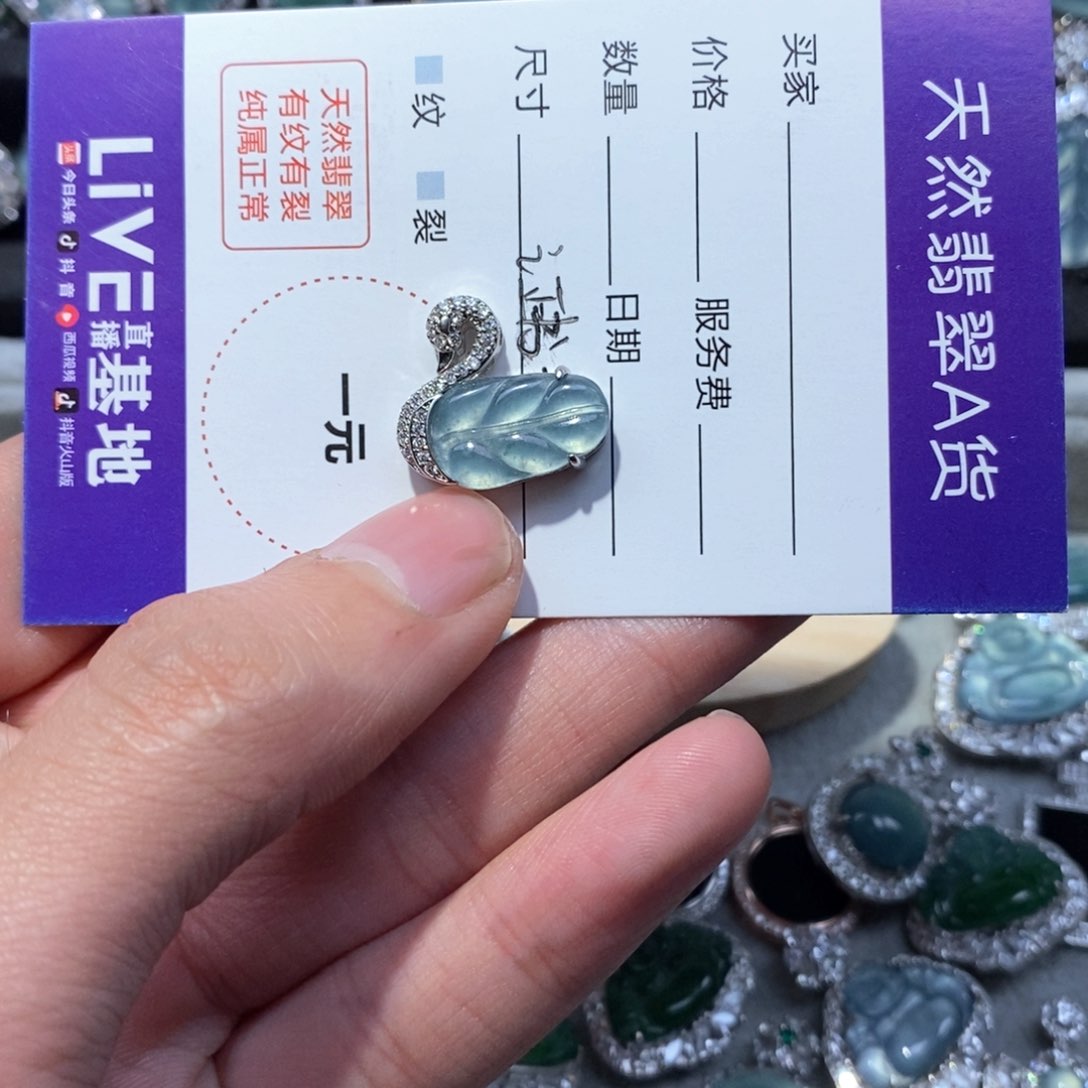 天然翡翠A货
买家
价格 服务费
数量 日期
尺寸
纹 裂
天然翡翠
有纹有裂
纯属正常
一元
LiVE直播基地
头条 今日头条 抖音 西瓜视频 抖音火山版